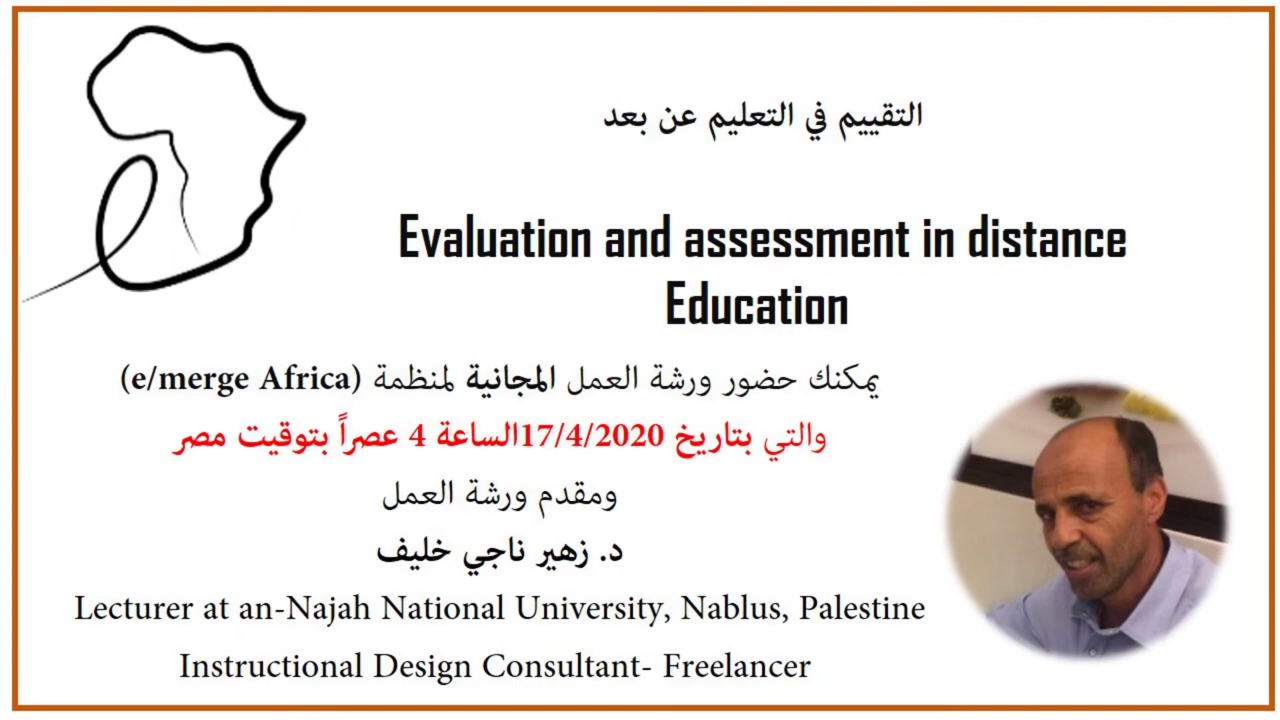 التقييم في التعليم عن بعد
Evaluation and assessment in distance
Education
يمكنك حضور ورشة العمل المجانية لمنظمة (e/merge Africa)
والتي بتاريخ 17/4/2020الساعة 4 عصراً بتوقيت مصر
ومقدم ورشة العمل
د. زهير ناجي خليف
Lecturer at an-Najah National University, Nablus, Palestine
Instructional Design Consultant- Freelancer